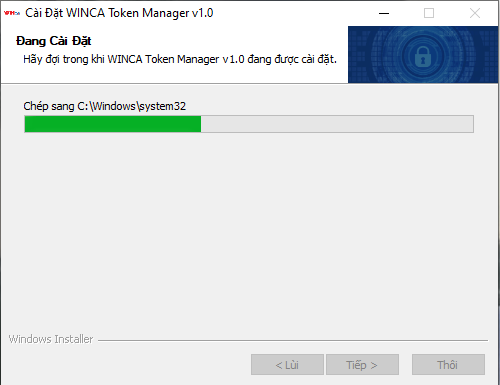 WINCA Cài Đặt WINCA Token Manager v1.0
Đang Cài Đặt
Hãy đợi trong khi WINCA Token Manager v1.0 đang được cài đặt.
Chép sang C:\Windows\system32
Windows Installer
< Lùi Tiếp > Thôi